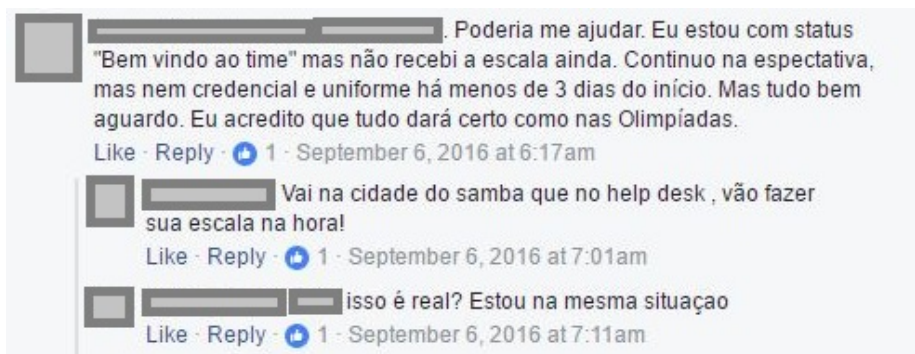 . Poderia me ajudar. Eu estou com status
"Bem vindo ao time" mas não recebi a escala ainda. Continuo na espectativa,
mas nem credencial e uniforme há menos de 3 dias do início. Mas tudo bem
aguardo. Eu acredito que tudo dará certo como nas Olimpíadas.
Like · Reply · 1 · September 6, 2016 at 6:17am
Vai na cidade do samba que no help desk , vão fazer
sua escala na hora!
Like · Reply · 1 · September 6, 2016 at 7:01am
isso é real? Estou na mesma situaçao
Like · Reply · 1 · September 6, 2016 at 7:11am